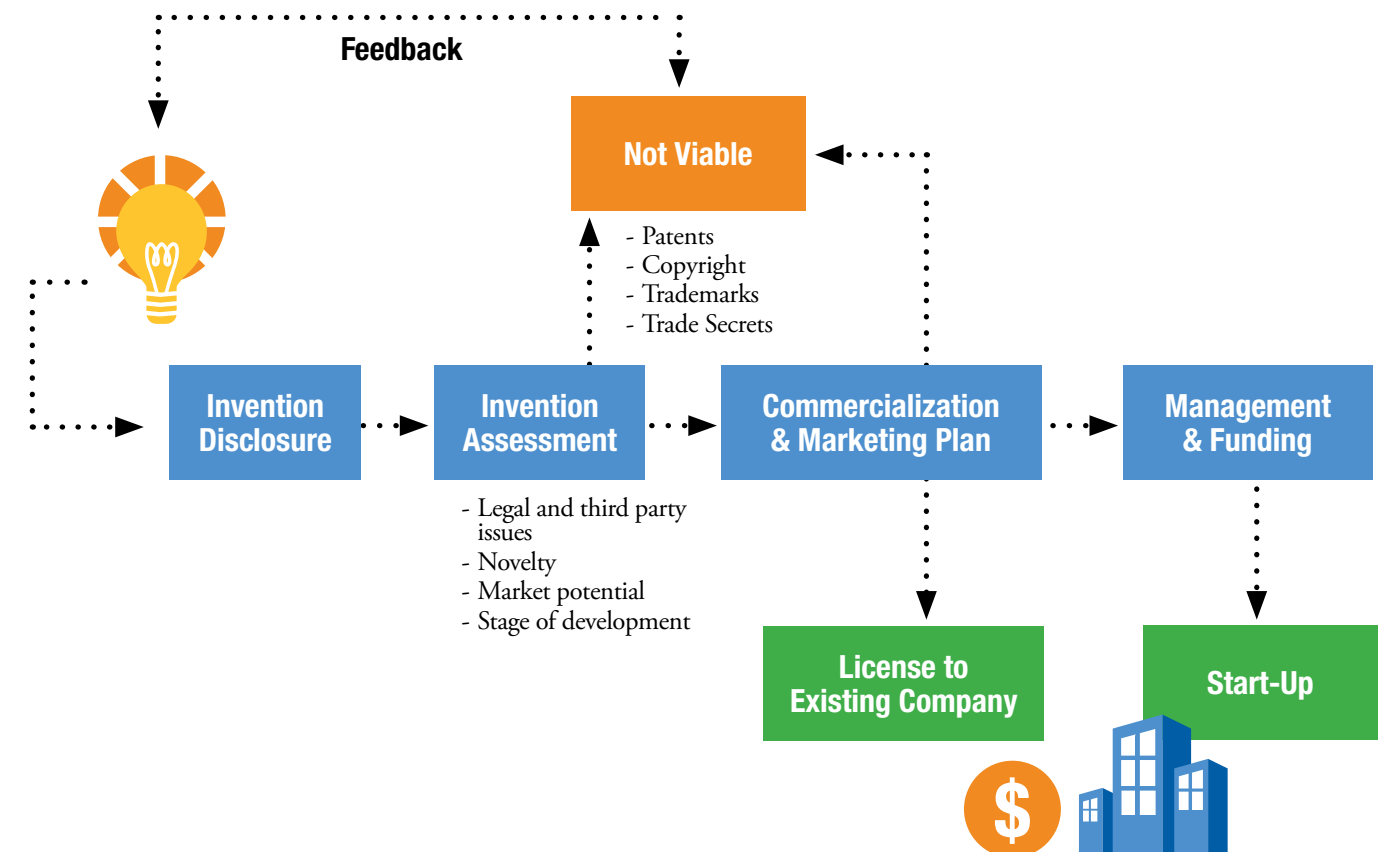 Feedback
Not Viable
- Patents
- Copyright
- Trademarks
- Trade Secrets
Invention
Disclosure
Invention
Assessment
Commercialization
& Marketing Plan
Management
& Funding
- Legal and third party
issues
- Novelty
- Market potential
- Stage of development
License to
Existing Company
Start-Up
$